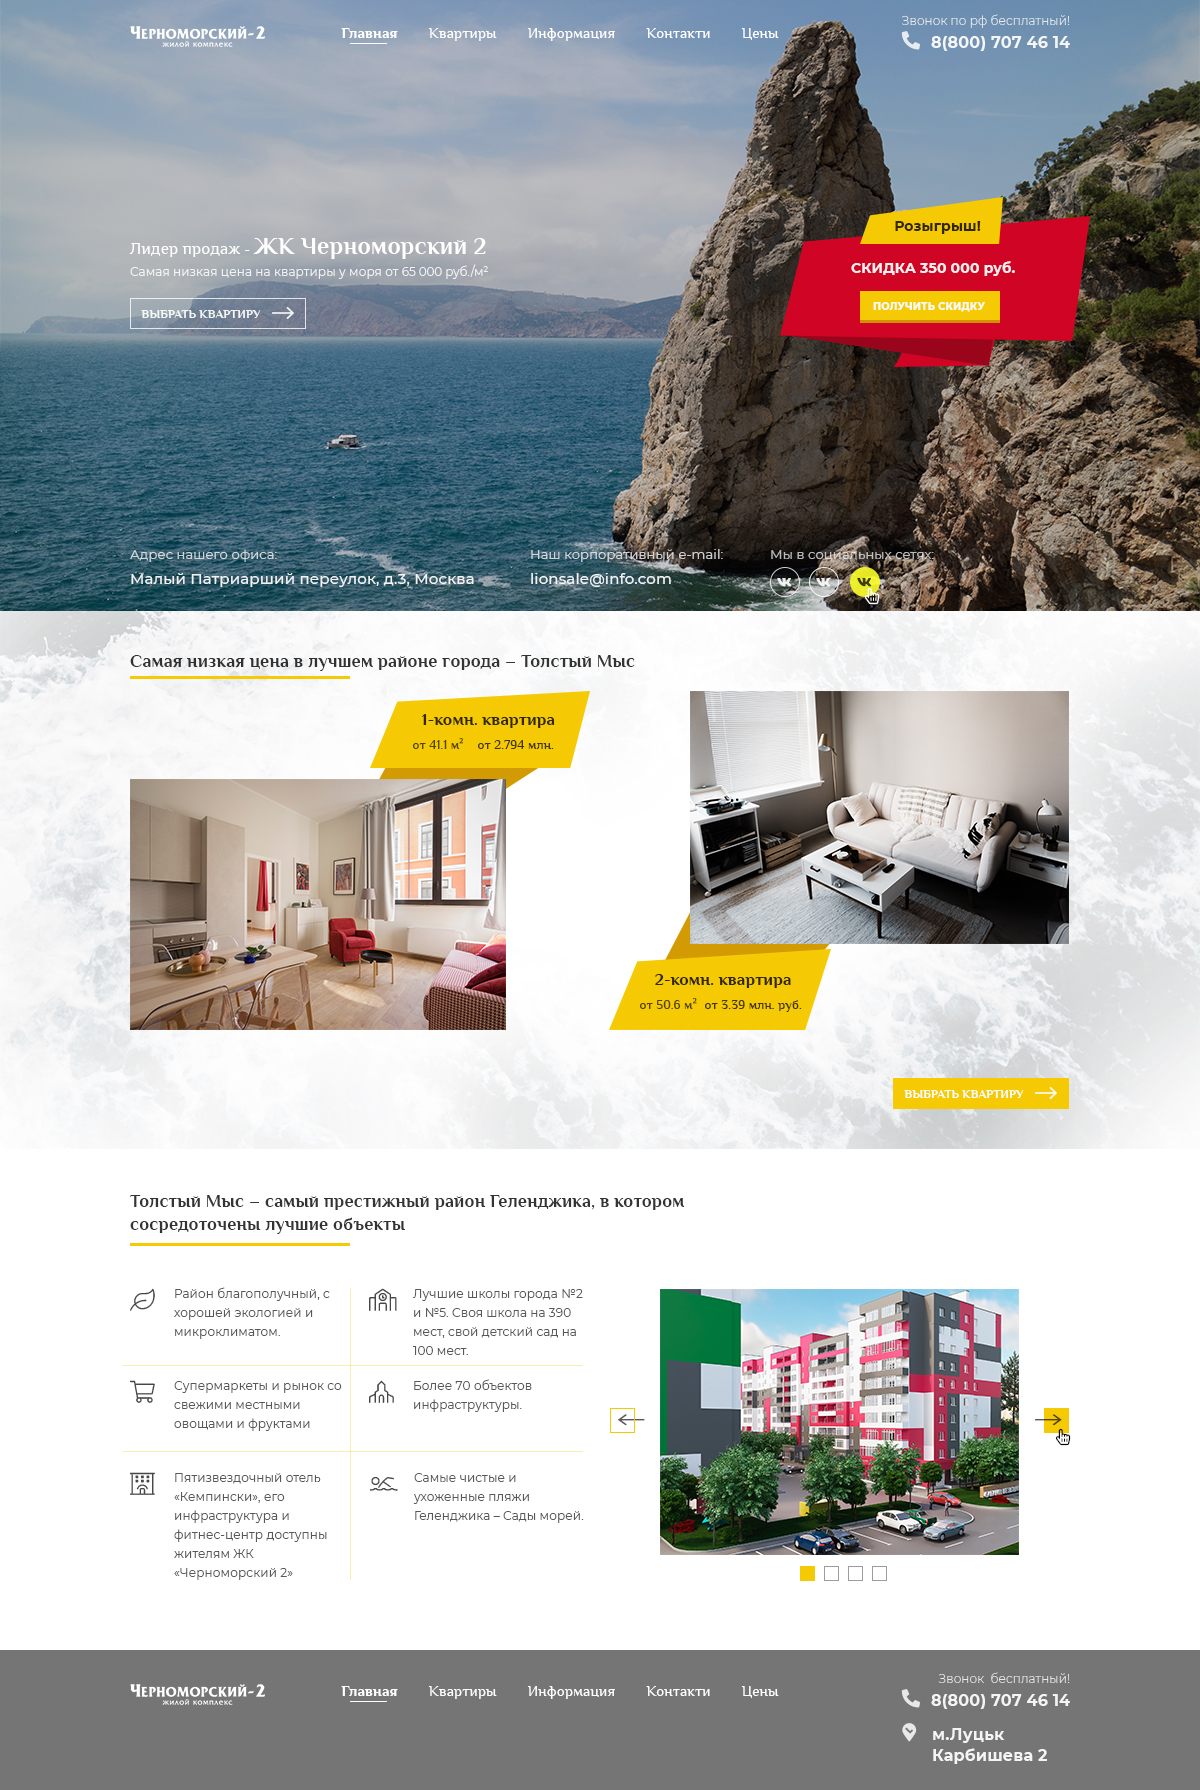 Черноморский-2
жилой комплекс
Главная Квартиры Информация Контакти Цены
Звонок по рф бесплатный!
8(800) 707 46 14
Лидер продаж - ЖК Черноморский 2
Самая низкая цена на квартиры у моря от 65 000 руб./м²
ВЫБРАТЬ КВАРТИРУ
Розыгрыш!
СКИДКА 350 000 руб.
ПОЛУЧИТЬ СКИДКУ
Адрес нашего офиса:
Малый Патриарший переулок, д.3, Москва
Наш корпоративный e-mail:
lionsale@info.com
Мы в социальных сетях:
Самая низкая цена в лучшем районе города – Толстый Мыс
1-комн. квартира
от 41.1 м² от 2.794 млн.
2-комн. квартира
от 50.6 м² от 3.39 млн. руб.
ВЫБРАТЬ КВАРТИРУ
Толстый Мыс – самый престижный район Геленджика, в котором
сосредоточены лучшие объекты
Район благополучный, с
хорошей экологией и
микроклиматом.
Лучшие школы города №2
и №5. Своя школа на 390
мест, свой детский сад на
100 мест.
Супермаркеты и рынок со
свежими местными
овощами и фруктами
Более 70 объектов
инфраструктуры.
Пятизвездочный отель
«Кемпински», его
инфраструктура и
фитнес-центр доступны
жителям ЖК
«Черноморский 2»
Самые чистые и
ухоженные пляжи
Геленджика – Сады морей.
Черноморский-2
жилой комплекс
Главная Квартиры Информация Контакти Цены
Звонок бесплатный!
8(800) 707 46 14
м.Луцьк
Карбишева 2